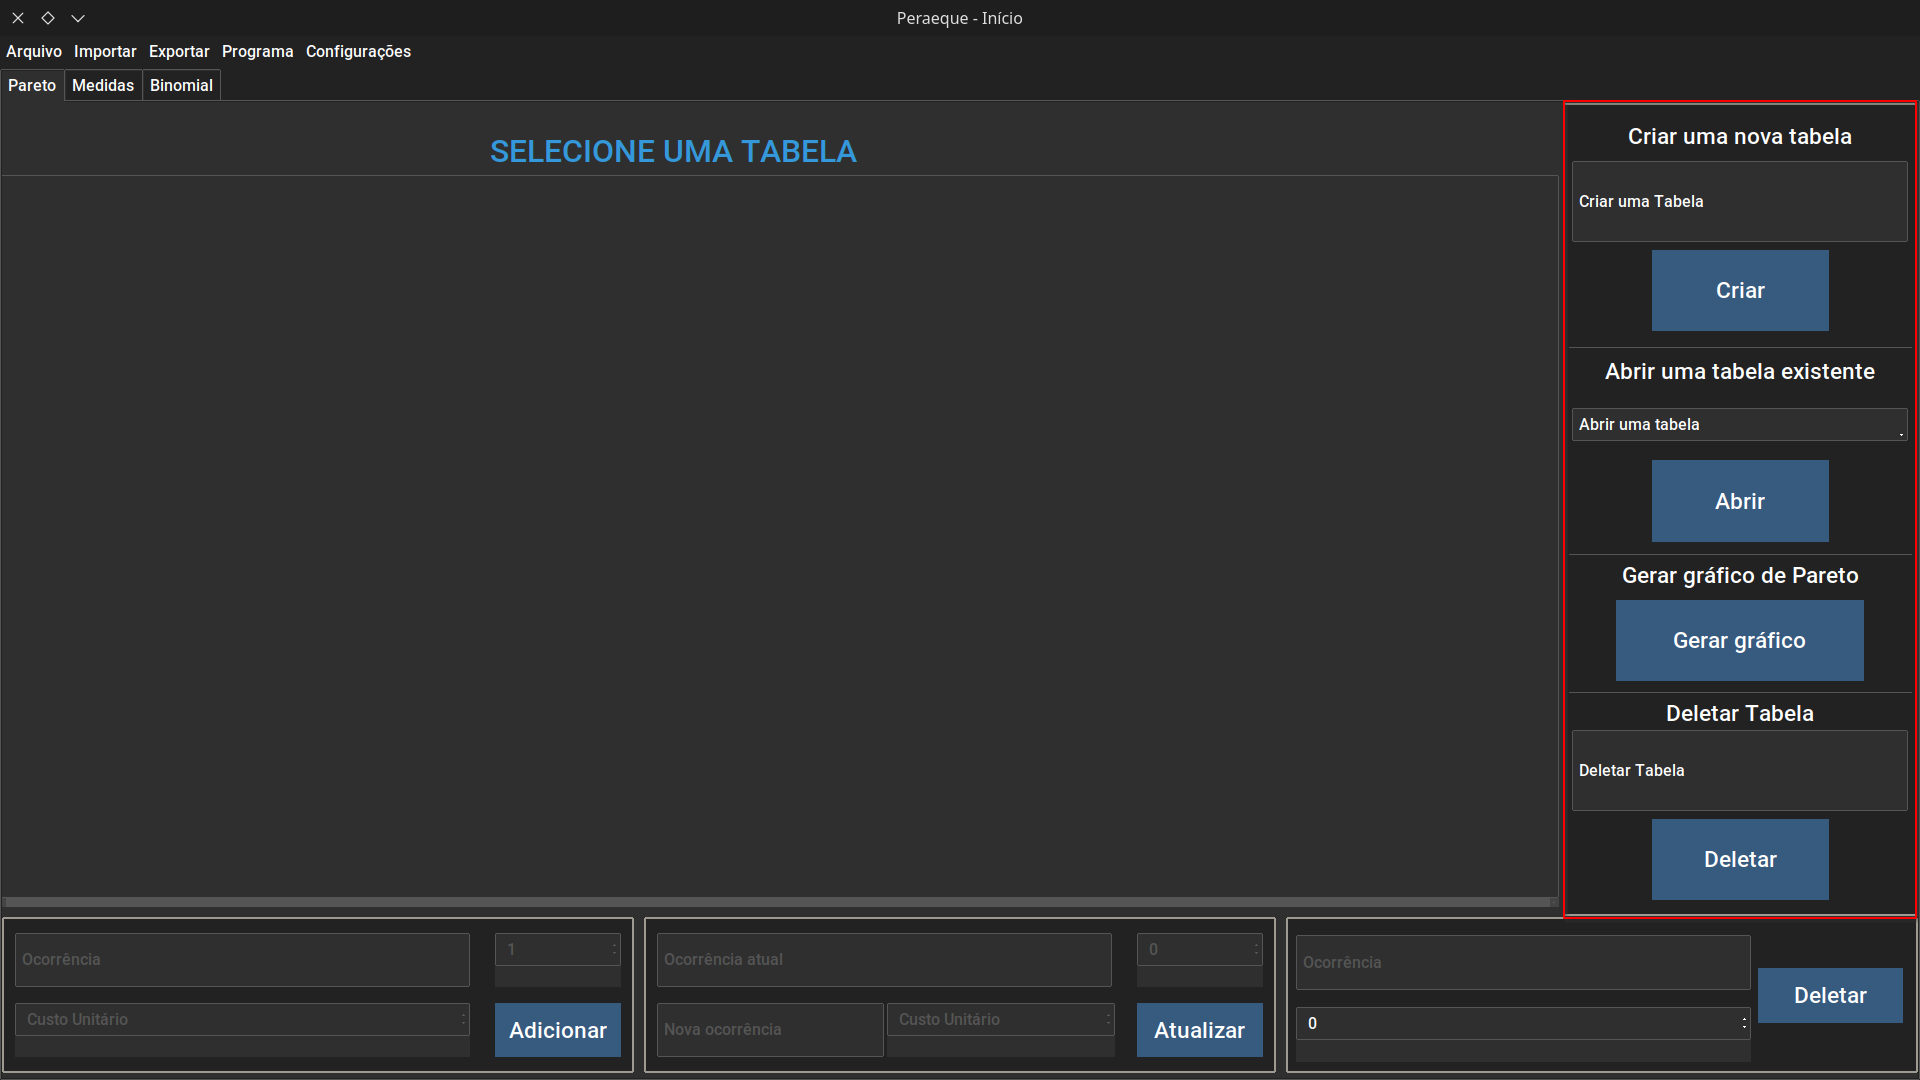 Peraeque - Início
Arquivo Importar Exportar Programa Configurações
Pareto Medidas Binomial
SELECIONE UMA TABELA
Criar uma nova tabela
Criar uma Tabela
Criar
Abrir uma tabela existente
Abrir uma tabela
Abrir
Gerar gráfico de Pareto
Gerar gráfico
Deletar Tabela
Deletar Tabela
Deletar
Ocorrência
1
Custo Unitário
Adicionar
Ocorrência atual
0
Nova ocorrência
Custo Unitário
Atualizar
Ocorrência
0
Deletar